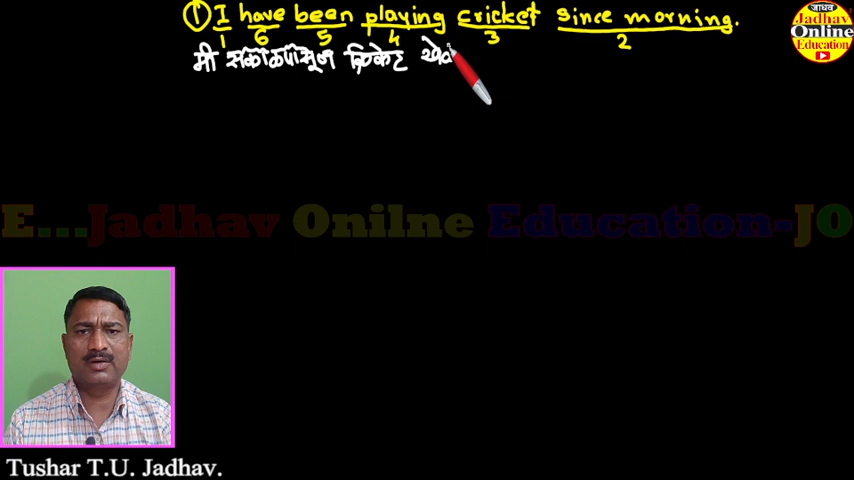 ① I have been playing cricket since morning.
1 6 5 4 3 2
मी सकाळपासून क्रिकेट
जाधव
Jadhav
Online
Education
E...Jadhav Onilne Education-JO
Tushar T.U. Jadhav.